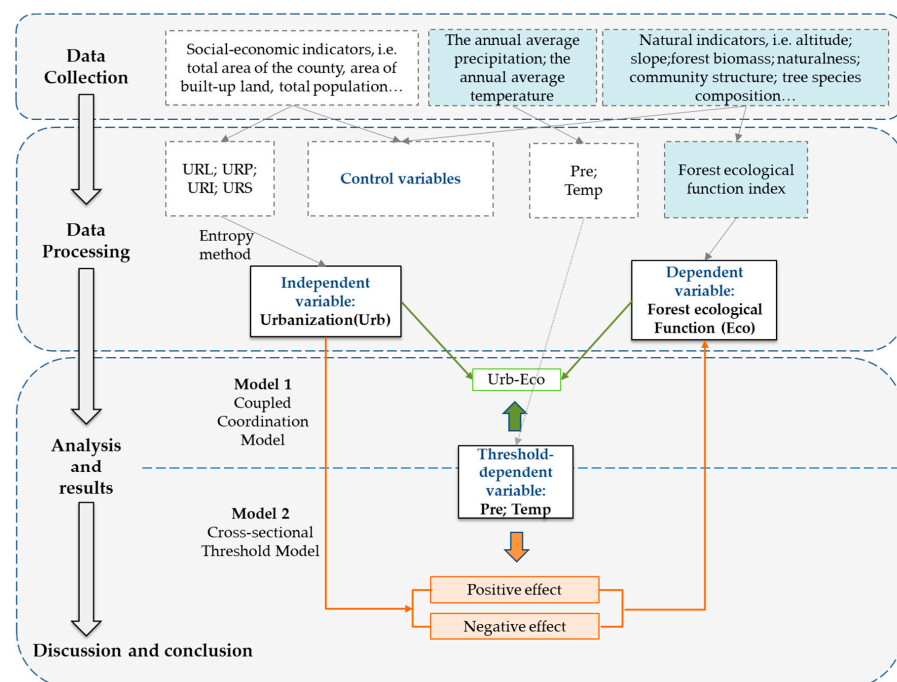 Data
Collection
Social-economic indicators, i.e.
total area of the county, area of
built-up land, total population…
The annual average
precipitation; the
annual average
temperature
Natural indicators, i.e. altitude;
slope;forest biomass; naturalness;
community structure; tree species
composition…
URL; URP;
URI; URS
Control variables
Pre;
Temp
Forest ecological
function index
Data
Processing
Entropy
method
Independent
variable:
Urbanization(Urb)
Dependent
variable:
Forest ecological
Function (Eco)
Model 1
Coupled
Coordination
Model
Urb-Eco
Analysis
and
results
Threshold-
dependent
variable:
Pre; Temp
Model 2
Cross-sectional
Threshold Model
Positive effect
Negative effect
Discussion and conclusion